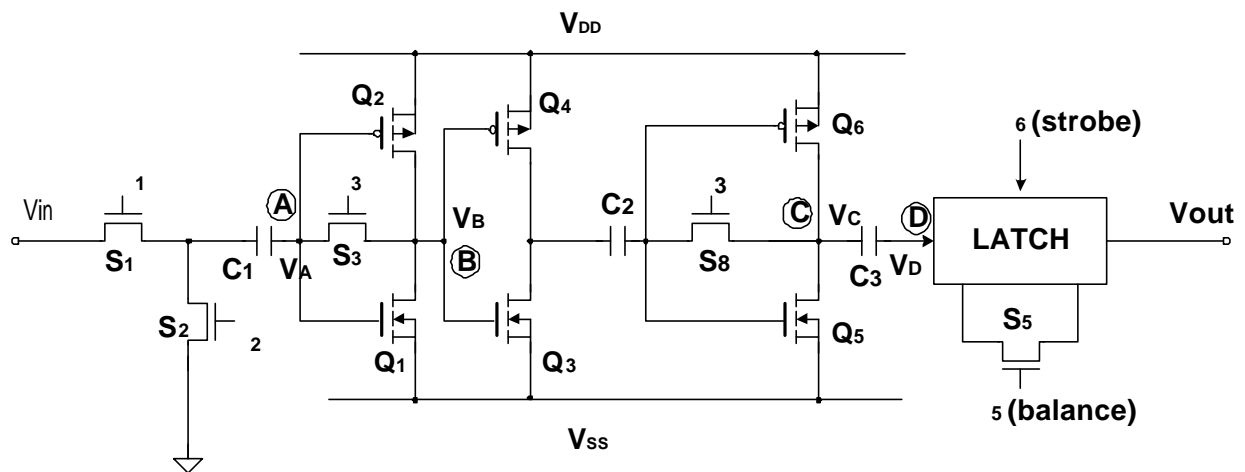 VDD
Q2
Q4
Q6
6 (strobe)
1
A
3
3
Vin
VB
C2
C
VC
D
Vout
LATCH
S1
C1
VA
S3
B
S8
C3
VD
S2
2
S5
Q1
Q3
Q5
5 (balance)
VSS